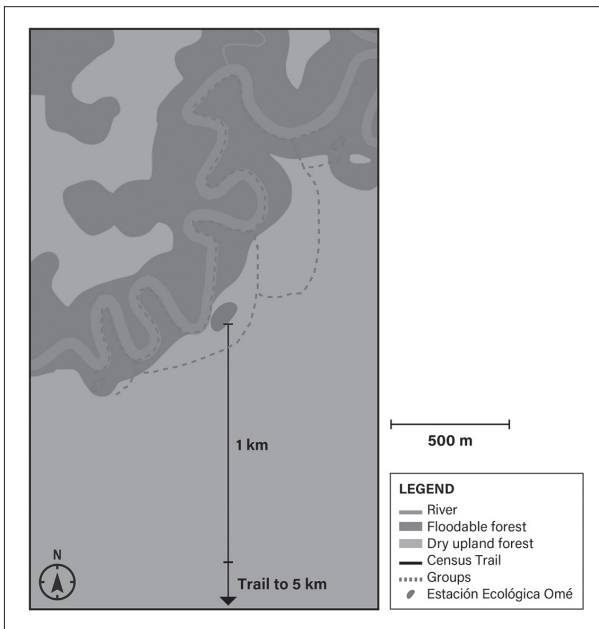 1 km
N
Trail to 5 km
500 m
LEGEND
River
Floodable forest
Dry upland forest
Census Trail
Groups
Estación Ecológica Omé